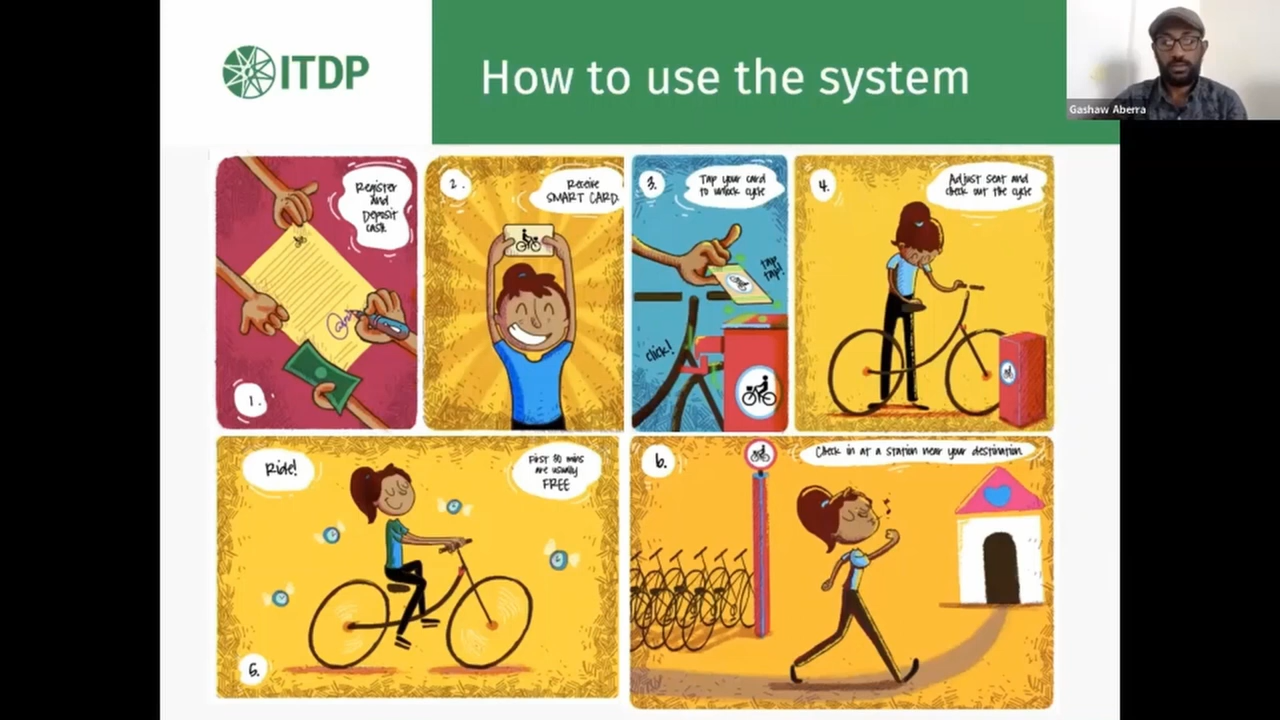 ITDP
How to use the system
Gashaw Aberra
Register
and
Deposit
cash
1.
2.
Receive
SMART CARD
3.
Tap your card
to unlock cycle
tap
tap!
click!
4.
Adjust seat and
check out the cycle
Ride!
First 30 mins
are usually
FREE
5.
6.
Check in at a station near your destination